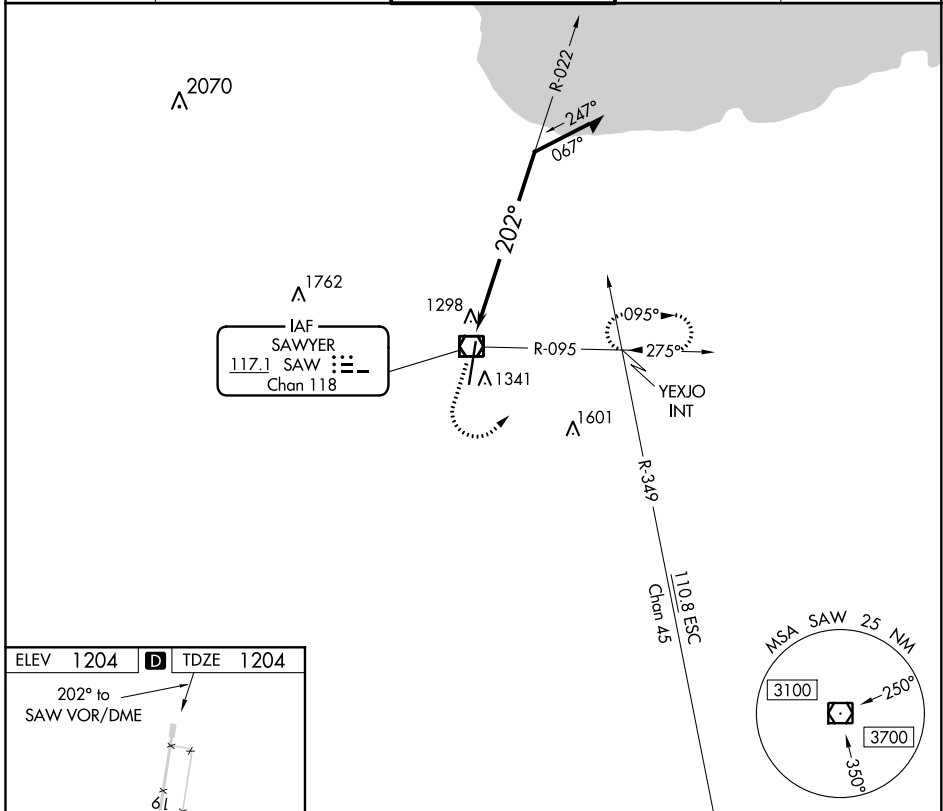 2070
R-022
247°
067°
202°
1762
1298
IAF
SAWYER
117.1 SAW
Chan 118
R-095
095°
275°
1341
YEXJO
INT
1601
R-349
110.8 ESC
Chan 45
MSA SAW 25 NM
3100
250°
3700
350°
ELEV 1204 D TDZE 1204
202° to
SAW VOR/DME